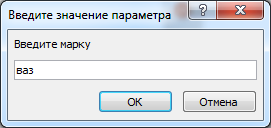 Введите значение параметра
Введите марку
ваз
ОК
Отмена